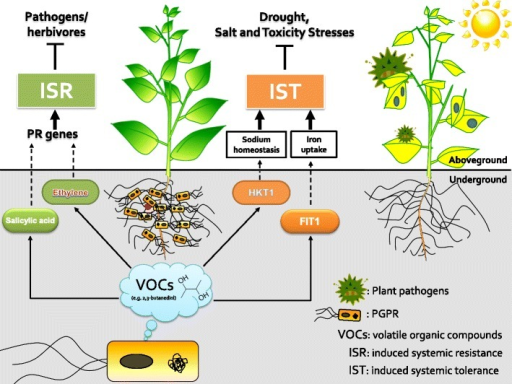 Pathogens/
herbivores
Drought,
Salt and Toxicity Stresses
ISR
IST
PR genes
Sodium
homeostasis
Iron
uptake
Aboveground
Underground
Ethylene
HKT1
Salicylic acid
FIT1
VOCs
(e.g. 2,3-butanediol)
OH
OH
: Plant pathogens
: PGPR
VOCs: volatile organic compounds
ISR: induced systemic resistance
IST: induced systemic tolerance